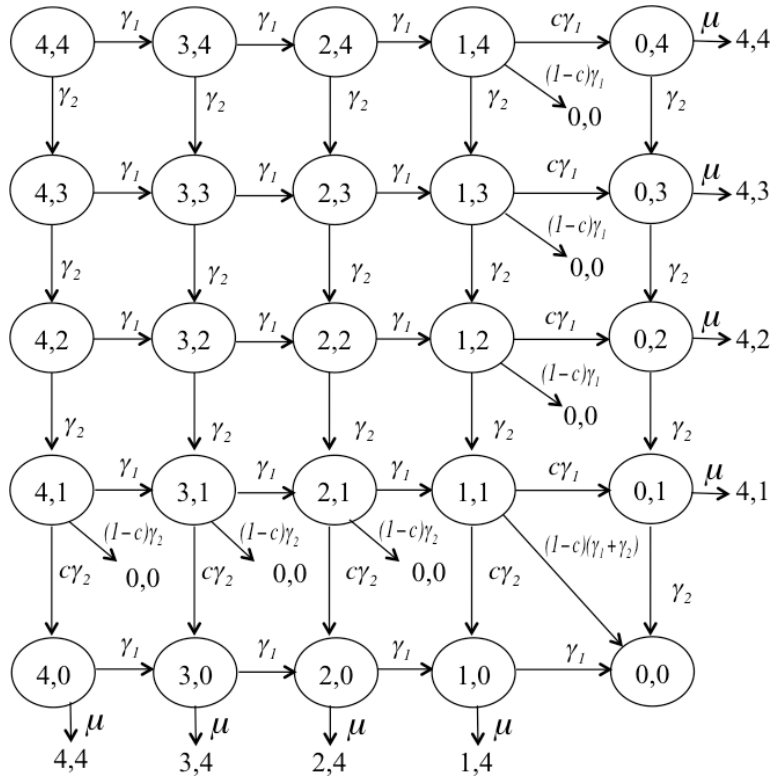 γ₁ γ₁ γ₁ cγ₁ μ
4,4 3,4 2,4 1,4 0,4 4,4
(1−c)γ₁
γ₂ γ₂ γ₂ γ₂ 0,0 γ₂
γ₁ γ₁ γ₁ cγ₁ μ
4,3 3,3 2,3 1,3 0,3 4,3
(1−c)γ₁
γ₂ γ₂ γ₂ γ₂ 0,0 γ₂
γ₁ γ₁ γ₁ cγ₁ μ
4,2 3,2 2,2 1,2 0,2 4,2
(1−c)γ₁
0,0
γ₂ γ₂ γ₂ γ₂ γ₂
γ₁ γ₁ γ₁ cγ₁ μ
4,1 3,1 2,1 1,1 0,1 4,1
(1−c)γ₂ (1−c)γ₂ (1−c)γ₂ (1−c)(γ₁+γ₂)
cγ₂ 0,0 cγ₂ 0,0 cγ₂ 0,0 cγ₂ γ₂
γ₁ γ₁ γ₁ γ₁
4,0 3,0 2,0 1,0 0,0
μ μ μ μ
4,4 3,4 2,4 1,4